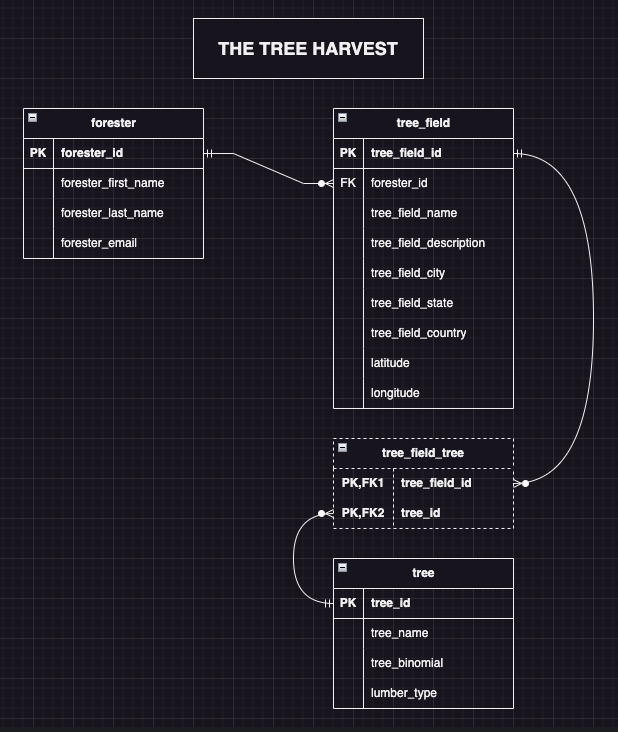 THE TREE HARVEST
forester
PK forester_id
forester_first_name
forester_last_name
forester_email
tree_field
PK tree_field_id
FK forester_id
tree_field_name
tree_field_description
tree_field_city
tree_field_state
tree_field_country
latitude
longitude
tree_field_tree
PK,FK1 tree_field_id
PK,FK2 tree_id
tree
PK tree_id
tree_name
tree_binomial
lumber_type